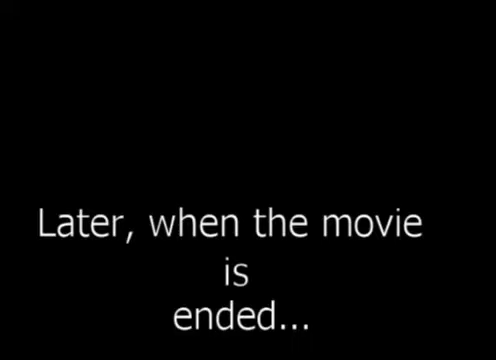 Later, when the movie
is
ended...